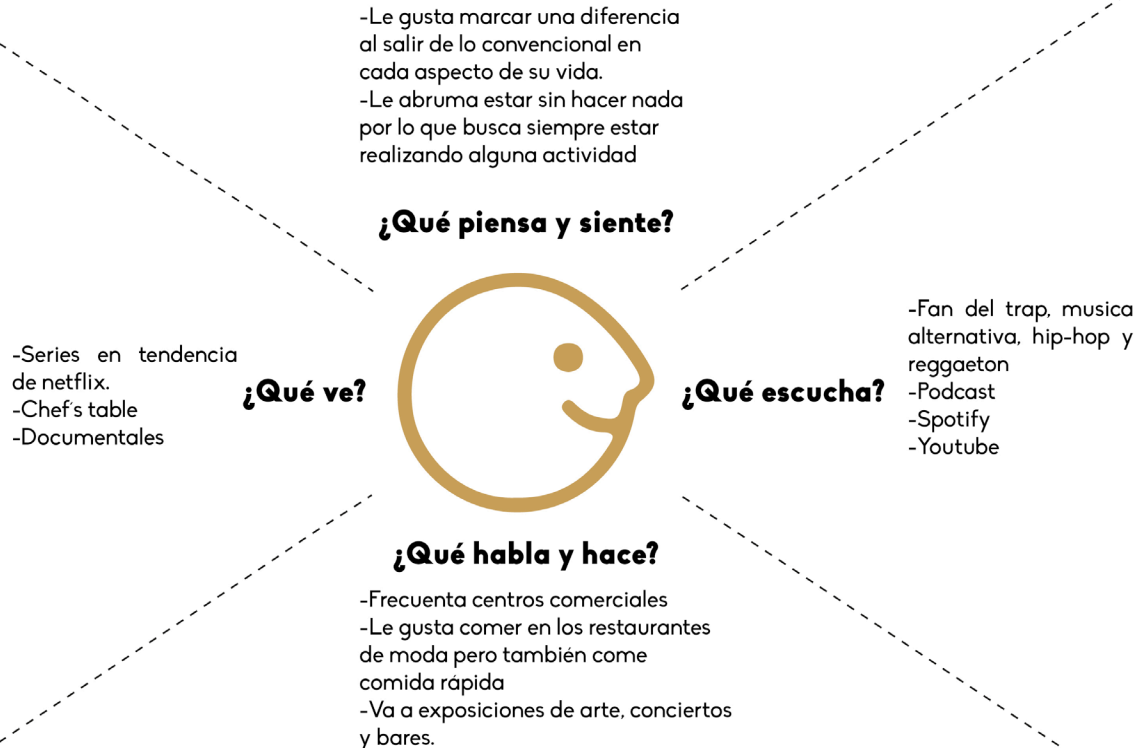 -Le gusta marcar una diferencia
al salir de lo convencional en
cada aspecto de su vida.
-Le abruma estar sin hacer nada
por lo que busca siempre estar
realizando alguna actividad
¿Qué piensa y siente?
-Series en tendencia
de netflix.
-Chef´s table
-Documentales
¿Qué ve?
¿Qué escucha?
-Fan del trap, musica
alternativa, hip-hop y
reggaeton
-Podcast
-Spotify
-Youtube
¿Qué habla y hace?
-Frecuenta centros comerciales
-Le gusta comer en los restaurantes
de moda pero también come
comida rápida
-Va a exposiciones de arte, conciertos
y bares.